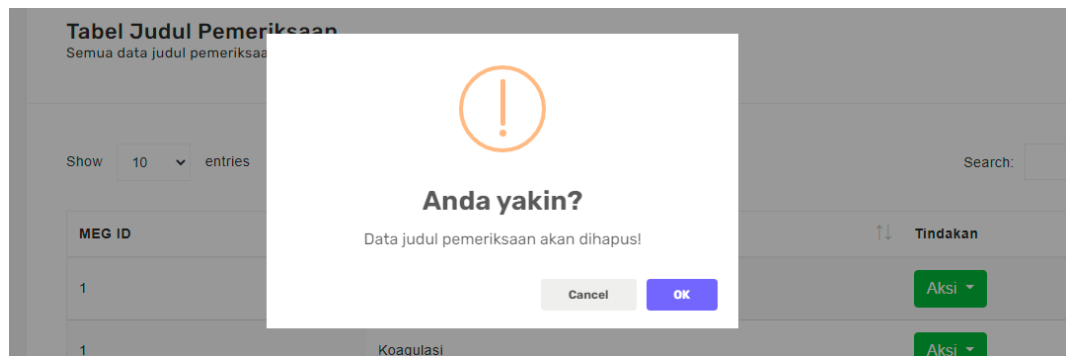 Tabel Judul Pemeriksaan
Semua data judul pemeriksaa
Show 10 entries
Search:
Anda yakin?
Data judul pemeriksaan akan dihapus!
Cancel OK
MEG ID Tindakan
1 Aksi
1 Koagulasi Aksi